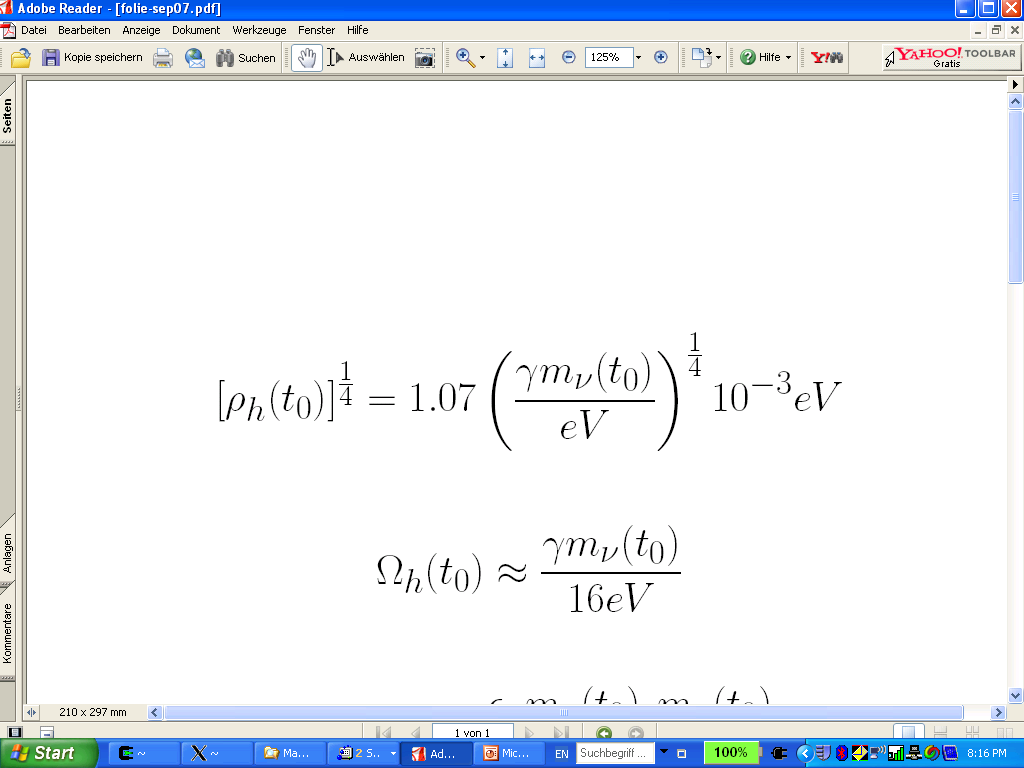 Adobe Reader - [folie-sep07.pdf]
Datei Bearbeiten Anzeige Dokument Werkzeuge Fenster Hilfe
Kopie speichern Suchen Auswählen 125% Hilfe Y! YAHOO! TOOLBAR
Gratis
Seiten
[ρ_h(t_0)]^{1/4} = 1.07 (γm_ν(t_0)/eV)^{1/4} 10^{-3}eV
Ω_h(t_0) ≈ γm_ν(t_0)/16eV
Anlagen
Kommentare
210 x 297 mm
1 von 1
Start ~ X ~ Ma... 2 S... Ad... Mic... EN Suchbegriff ... 100% 8:16 PM